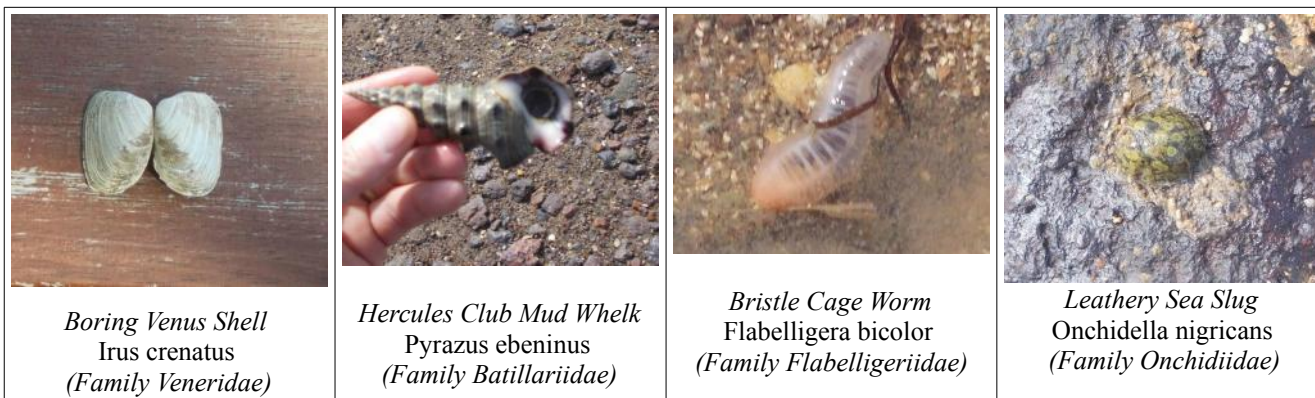 Boring Venus Shell
Irus crenatus
(Family Veneridae)
Hercules Club Mud Whelk
Pyrazus ebeninus
(Family Batillariidae)
Bristle Cage Worm
Flabelligera bicolor
(Family Flabelligeriidae)
Leathery Sea Slug
Onchidella nigricans
(Family Onchidiidae)